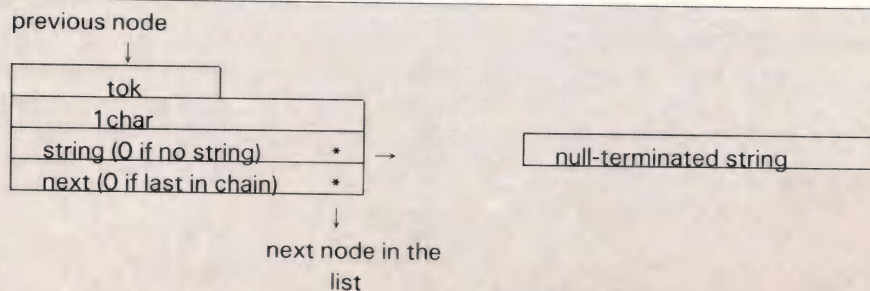 previous node
↓
tok
1char
string (0 if no string) * →
null-terminated string
next (0 if last in chain) *
↓
next node in the
list